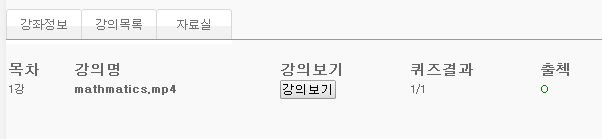 강좌정보 강의목록 자료실
목차 강의명 강의보기 퀴즈결과 출첵
1강 mathmatics.mp4 강의보기 1/1 O